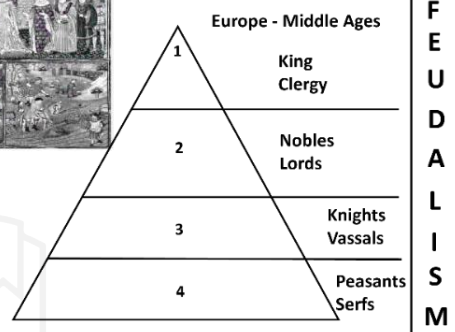 Europe - Middle Ages
1
King
Clergy
2
Nobles
Lords
3
Knights
Vassals
4
Peasants
Serfs
F
E
U
D
A
L
I
S
M